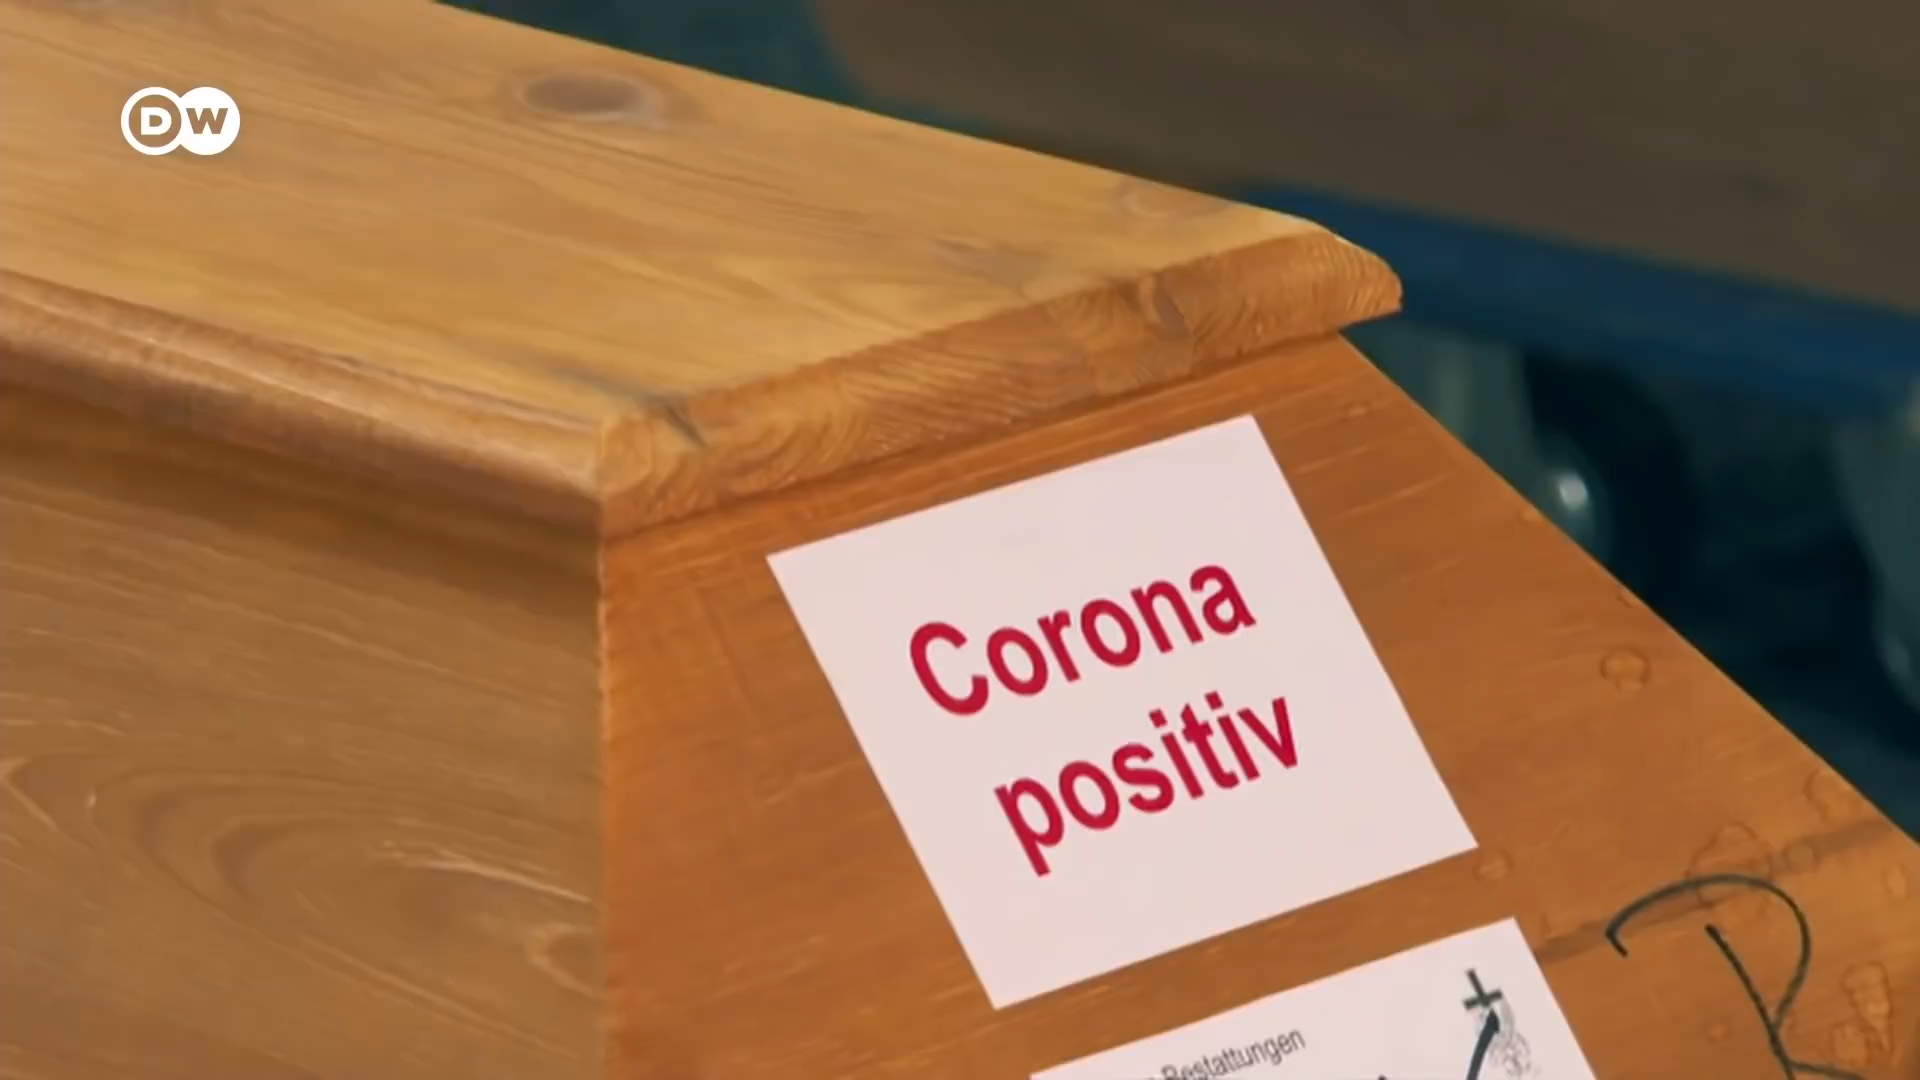 DW
Corona
positiv
Bestattungen
R